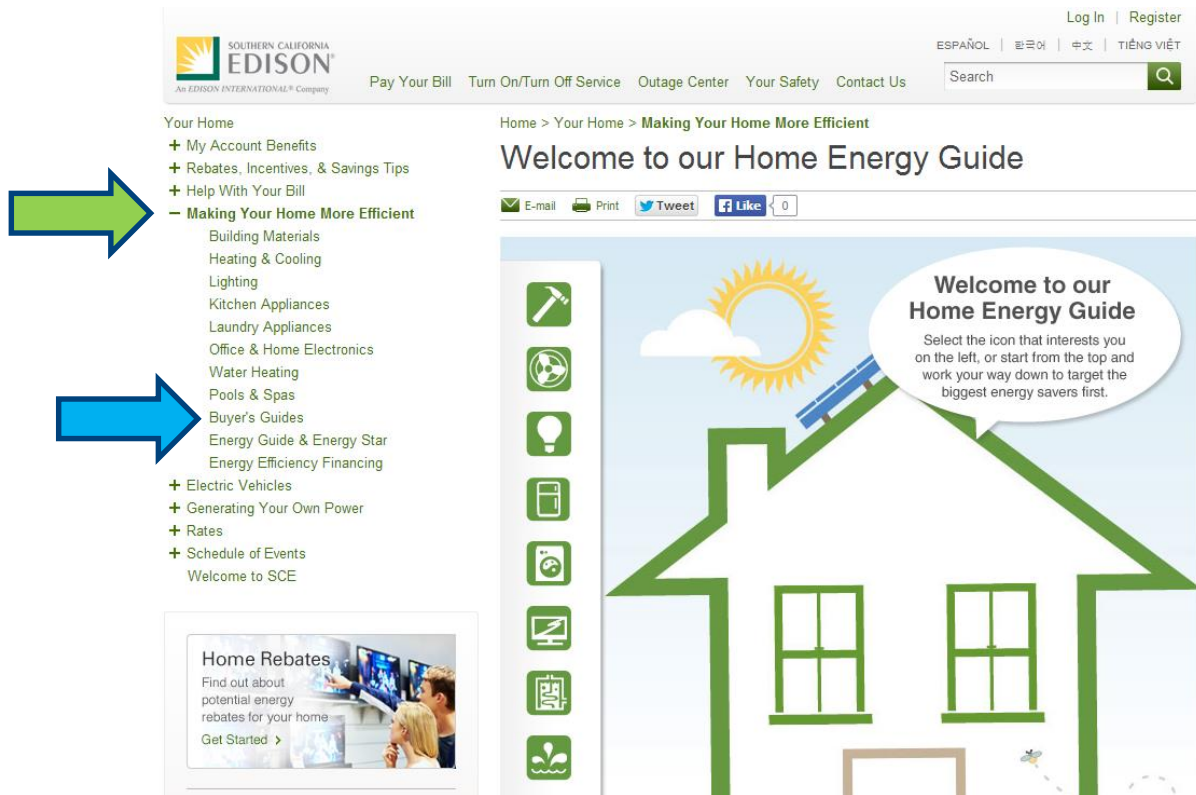 Log In | Register
SOUTHERN CALIFORNIA
EDISON®
An EDISON INTERNATIONAL® Company
ESPAÑOL | 한국어 | 中文 | TIẾNG VIỆT
Pay Your Bill Turn On/Turn Off Service Outage Center Your Safety Contact Us
Search
Your Home
+ My Account Benefits
+ Rebates, Incentives, & Savings Tips
+ Help With Your Bill
− Making Your Home More Efficient
Building Materials
Heating & Cooling
Lighting
Kitchen Appliances
Laundry Appliances
Office & Home Electronics
Water Heating
Pools & Spas
Buyer's Guides
Energy Guide & Energy Star
Energy Efficiency Financing
+ Electric Vehicles
+ Generating Your Own Power
+ Rates
+ Schedule of Events
Welcome to SCE
Home Rebates
Find out about
potential energy
rebates for your home
Get Started >
Home > Your Home > Making Your Home More Efficient
Welcome to our Home Energy Guide
E-mail Print Tweet Like 0
Welcome to our
Home Energy Guide
Select the icon that interests you
on the left, or start from the top and
work your way down to target the
biggest energy savers first.